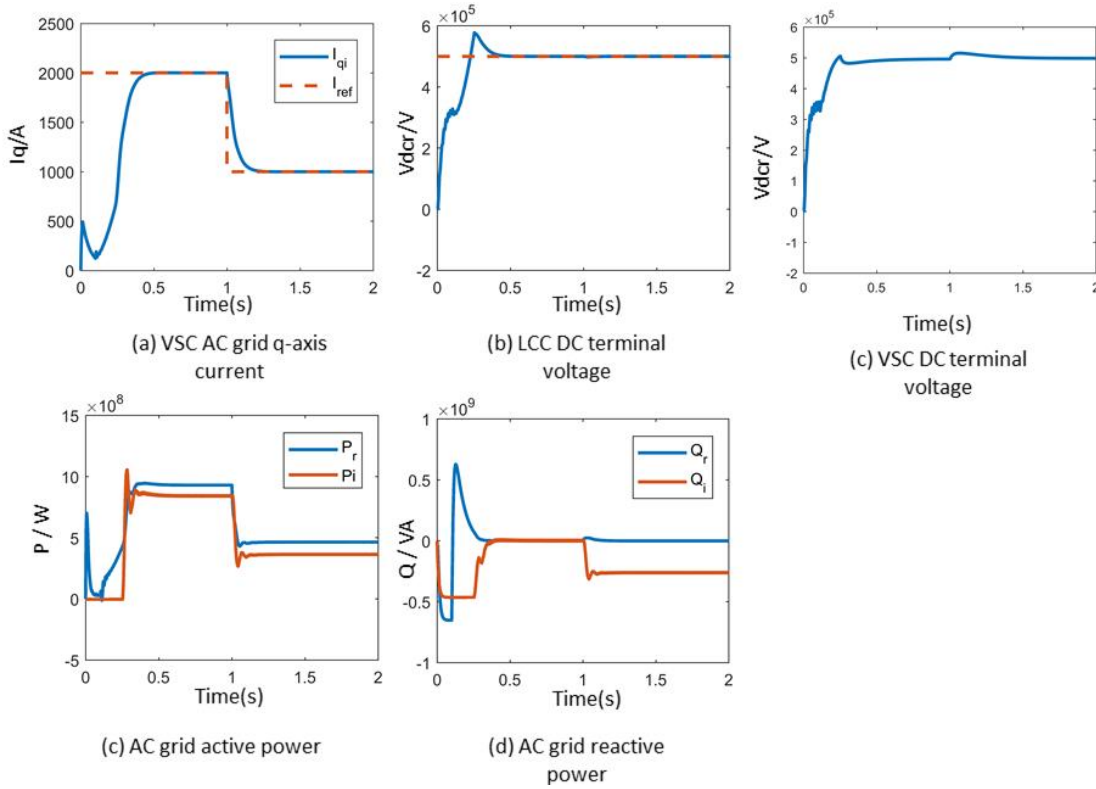 2500
2000
1500
1000
500
0
Iq/A
I_qi
I_ref
0 0.5 1 1.5 2
Time(s)
(a) VSC AC grid q-axis
current
×10^5
6
4
2
0
-2
Vdcr/V
0 0.5 1 1.5 2
Time(s)
(b) LCC DC terminal
voltage
×10^5
6
5
4
3
2
1
0
-1
-2
Vdcr/V
0 0.5 1 1.5 2
Time(s)
(c) VSC DC terminal
voltage
×10^8
15
10
5
0
-5
P / W
P_r
Pi
0 0.5 1 1.5 2
Time(s)
(c) AC grid active power
×10^9
1
0.5
0
-0.5
-1
Q / VA
Q_r
Q_i
0 0.5 1 1.5 2
Time(s)
(d) AC grid reactive
power